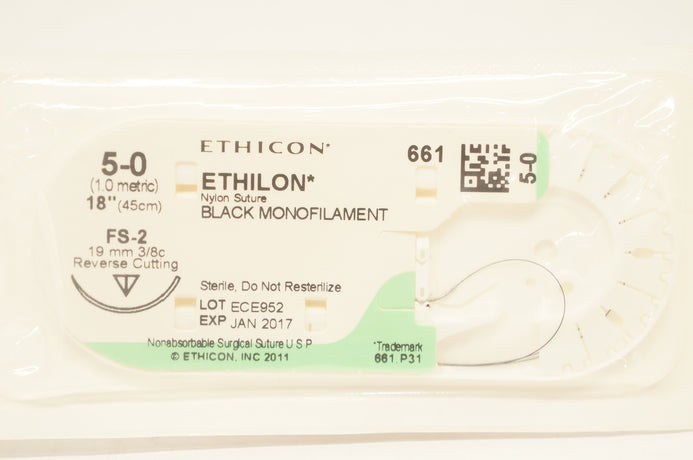 ETHICON*
661
5-0
5-0
(1.0 metric)
18" (45cm)
ETHILON*
Nylon Suture
BLACK MONOFILAMENT
FS-2
19 mm 3/8c
Reverse Cutting
Sterile, Do Not Resterilize
LOT ECE952
EXP JAN 2017
Nonabsorbable Surgical Suture U S P
© ETHICON, INC 2011
*Trademark
661.P31